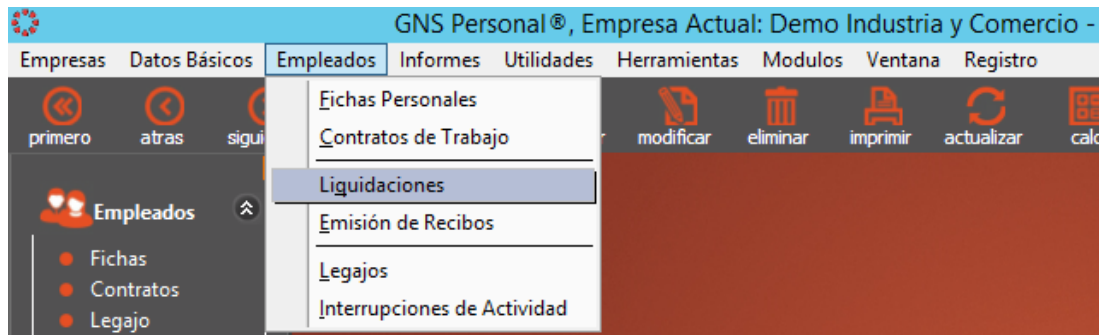 GNS Personal®, Empresa Actual: Demo Industria y Comercio -
Empresas Datos Básicos Empleados Informes Utilidades Herramientas Modulos Ventana Registro
primero atras sigui modificar eliminar imprimir actualizar calc
Fichas Personales
Contratos de Trabajo
Liquidaciones
Emisión de Recibos
Legajos
Interrupciones de Actividad
Empleados
Fichas
Contratos
Legajo